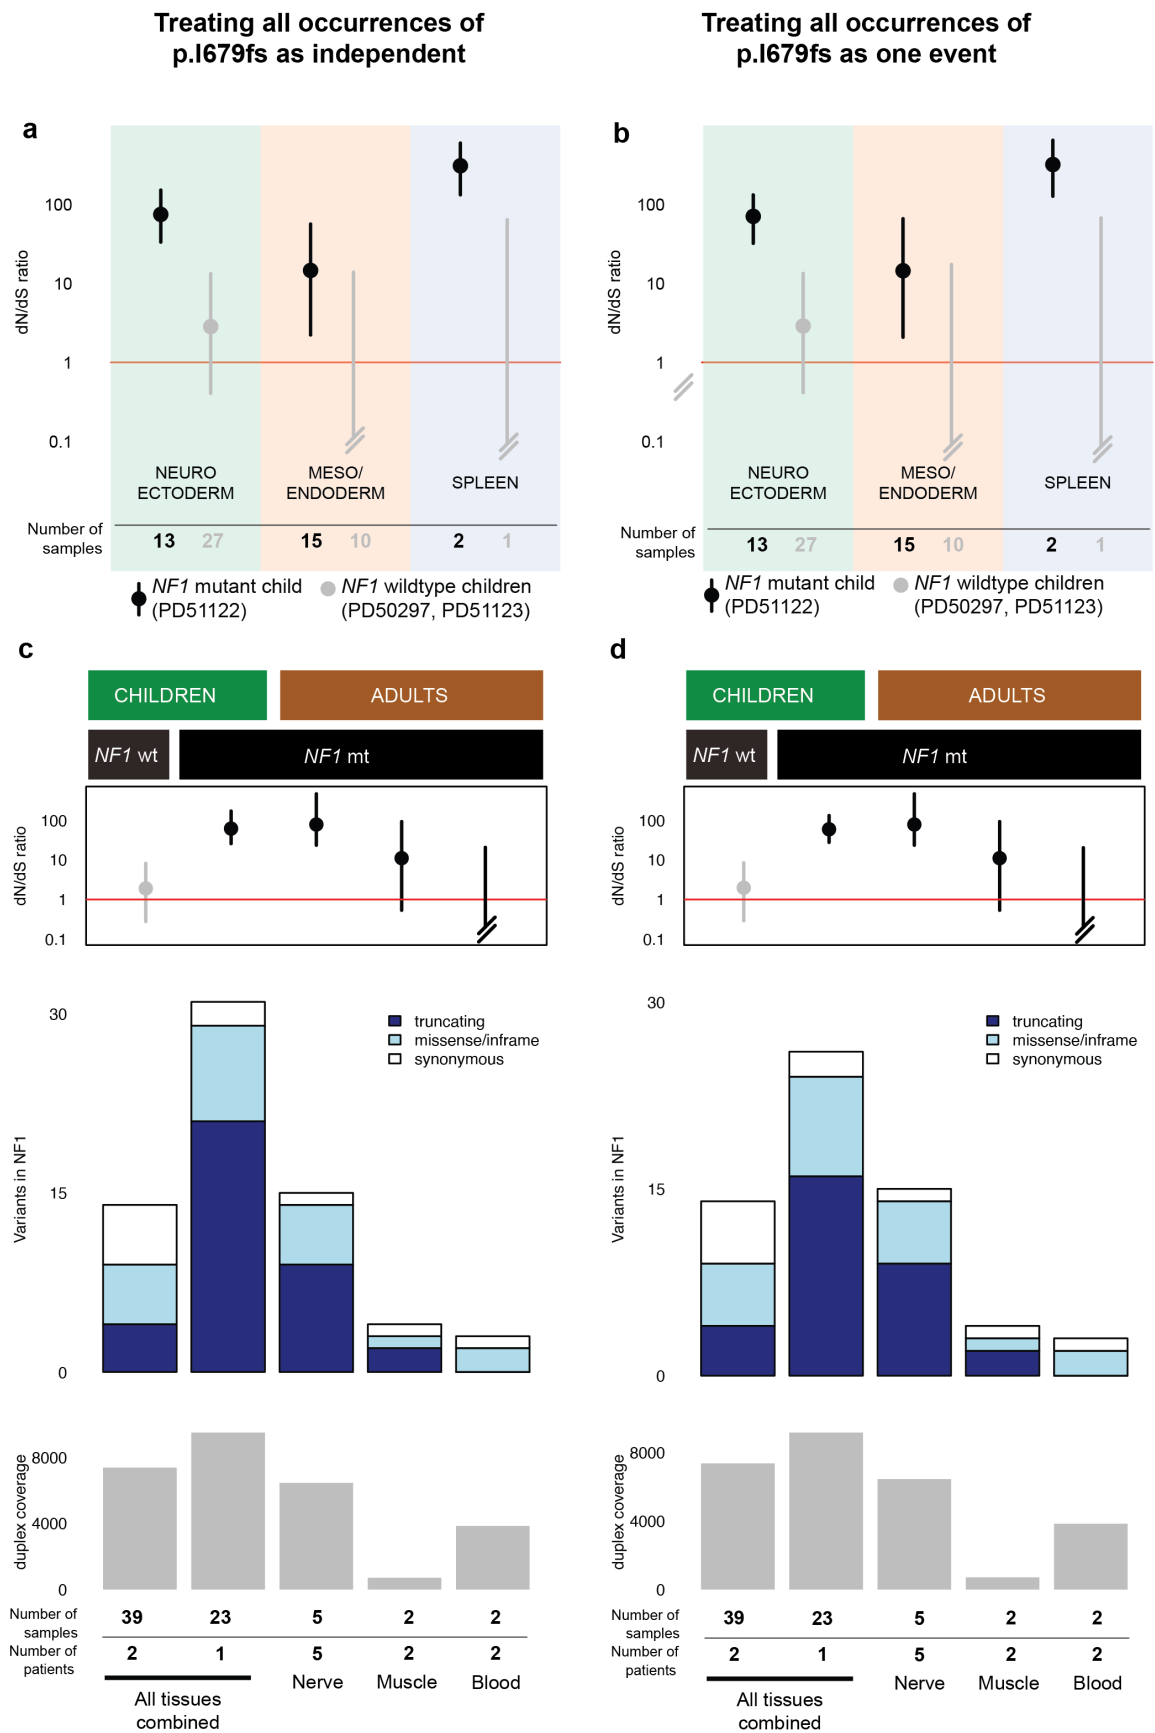 Treating all occurrences of
p.I679fs as independent
Treating all occurrences of
p.I679fs as one event
a
100
10
1
0.1
dN/dS ratio
NEURO
ECTODERM
MESO/
ENDODERM
SPLEEN
Number of
samples
13 27 15 10 2 1
NF1 mutant child
(PD51122)
NF1 wildtype children
(PD50297, PD51123)
b
100
10
1
0.1
dN/dS ratio
NEURO
ECTODERM
MESO/
ENDODERM
SPLEEN
Number of
samples
13 27 15 10 2 1
NF1 mutant child
(PD51122)
NF1 wildtype children
(PD50297, PD51123)
c
CHILDREN ADULTS
NF1 wt NF1 mt
100
10
1
0.1
dN/dS ratio
30
15
0
Variants in NF1
truncating
missense/inframe
synonymous
8000
4000
0
duplex coverage
Number of
samples
39 23 5 2 2
Number of
patients
2 1 5 2 2
Nerve Muscle Blood
All tissues
combined
d
CHILDREN ADULTS
NF1 wt NF1 mt
100
10
1
0.1
dN/dS ratio
30
15
0
Variants in NF1
truncating
missense/inframe
synonymous
8000
4000
0
duplex coverage
Number of
samples
39 23 5 2 2
Number of
patients
2 1 5 2 2
Nerve Muscle Blood
All tissues
combined